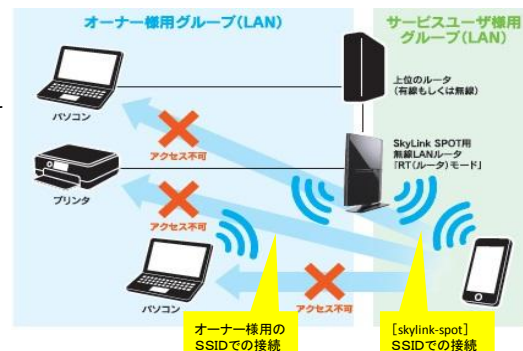 オーナー様用グループ(LAN)
サービスユーザ様用
グループ(LAN)
上位のルータ
(有線もしくは無線)
パソコン
アクセス不可
SkyLink SPOT用
無線LANルータ
「RT(ルータ)モード」
プリンタ
アクセス不可
パソコン
アクセス不可
オーナー様用の
SSIDでの接続
[skylink-spot]
SSIDでの接続